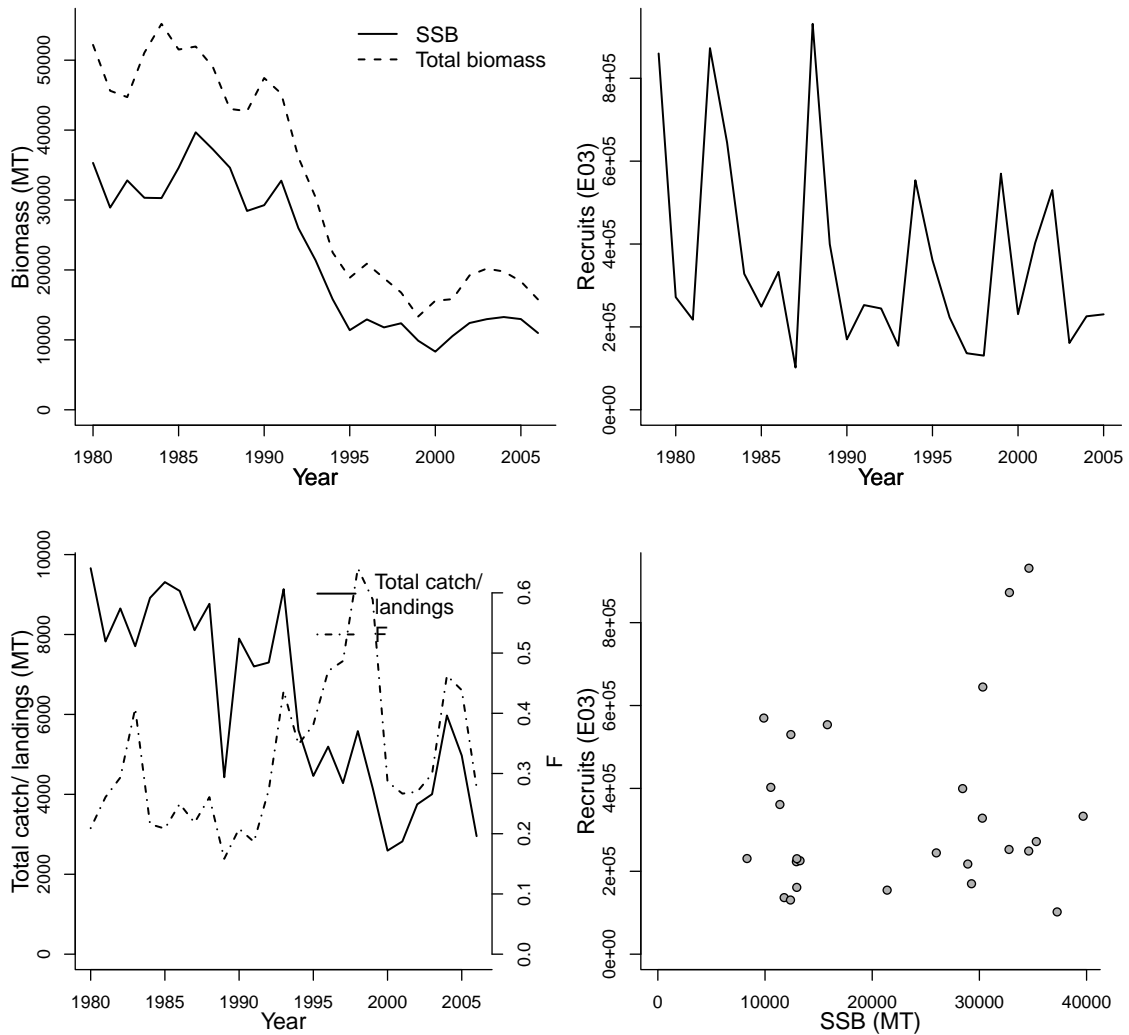 SSB
Total biomass
Biomass (MT)
0 10000 20000 30000 40000 50000
1980 1985 1990 1995 2000 2005
Year
Recruits (E03)
0e+00 2e+05 4e+05 6e+05 8e+05
1980 1985 1990 1995 2000 2005
Year
Total catch/
landings
F
Total catch/ landings (MT)
0 2000 4000 6000 8000 10000
F
0.0 0.1 0.2 0.3 0.4 0.5 0.6
1980 1985 1990 1995 2000 2005
Year
Recruits (E03)
0e+00 2e+05 4e+05 6e+05 8e+05
0 10000 20000 30000 40000
SSB (MT)